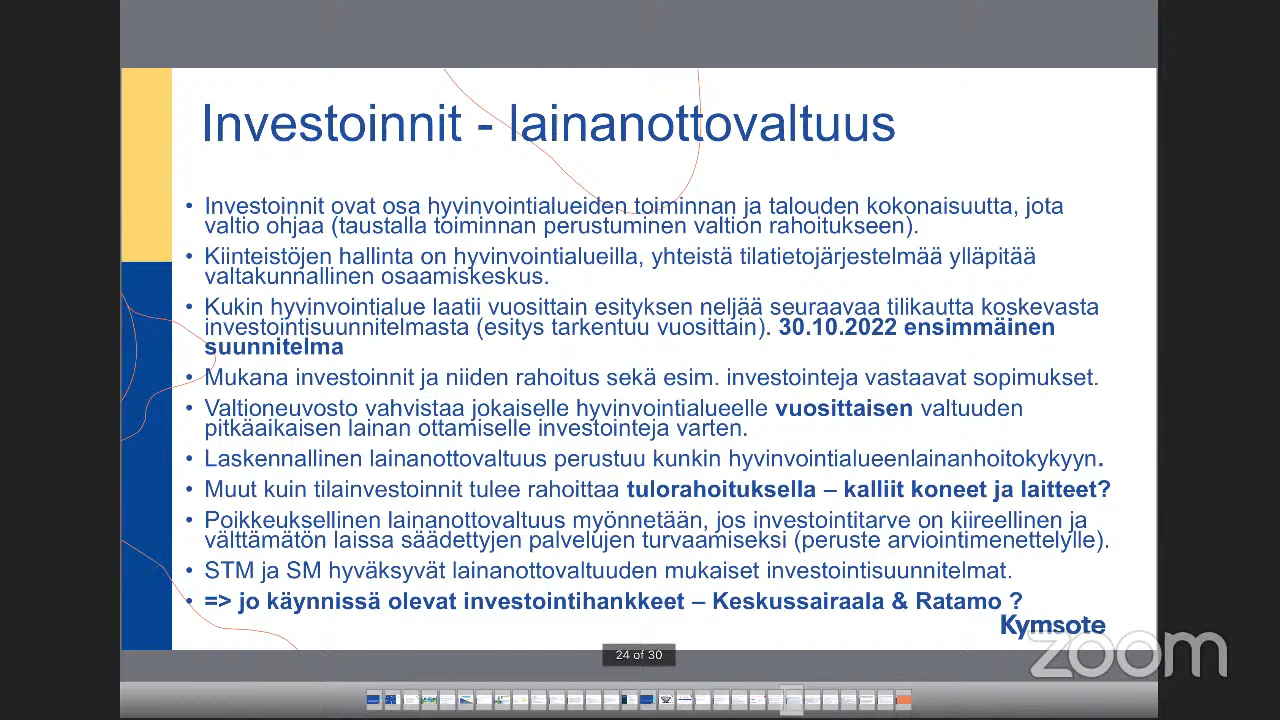 Investoinnit - lainanottovaltuus
• Investoinnit ovat osa hyvinvointialueiden toiminnan ja talouden kokonaisuutta, jota
valtio ohjaa (taustalla toiminnan perustuminen valtion rahoitukseen).
• Kiinteistöjen hallinta on hyvinvointialueilla, yhteistä tilatietojärjestelmää ylläpitää
valtakunnallinen osaamiskeskus.
• Kukin hyvinvointialue laatii vuosittain esityksen neljää seuraavaa tilikautta koskevasta
investointisuunnitelmasta (esitys tarkentuu vuosittain). 30.10.2022 ensimmäinen
suunnitelma
• Mukana investoinnit ja niiden rahoitus sekä esim. investointeja vastaavat sopimukset.
• Valtioneuvosto vahvistaa jokaiselle hyvinvointialueelle vuosittaisen valtuuden
pitkäaikaisen lainan ottamiselle investointeja varten.
• Laskennallinen lainanottovaltuus perustuu kunkin hyvinvointialueenlainanhoitokykyyn.
• Muut kuin tilainvestoinnit tulee rahoittaa tulorahoituksella – kalliit koneet ja laitteet?
• Poikkeuksellinen lainanottovaltuus myönnetään, jos investointitarve on kiireellinen ja
välttämätön laissa säädettyjen palvelujen turvaamiseksi (peruste arviointimenettelylle).
• STM ja SM hyväksyvät lainanottovaltuuden mukaiset investointisuunnitelmat.
• => jo käynnissä olevat investointihankkeet – Keskussairaala & Ratamo ?
Kymsote
zoom
24 of 30